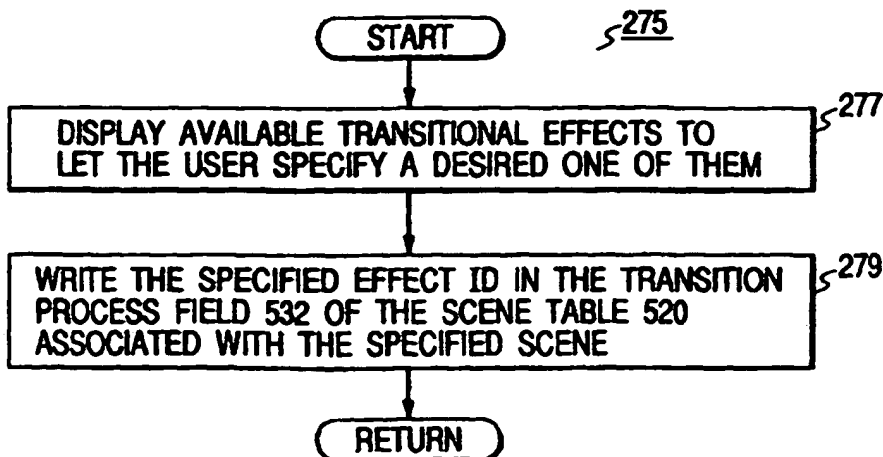 START
275
DISPLAY AVAILABLE TRANSITIONAL EFFECTS TO
LET THE USER SPECIFY A DESIRED ONE OF THEM
277
WRITE THE SPECIFIED EFFECT ID IN THE TRANSITION
PROCESS FIELD 532 OF THE SCENE TABLE 520
ASSOCIATED WITH THE SPECIFIED SCENE
279
RETURN